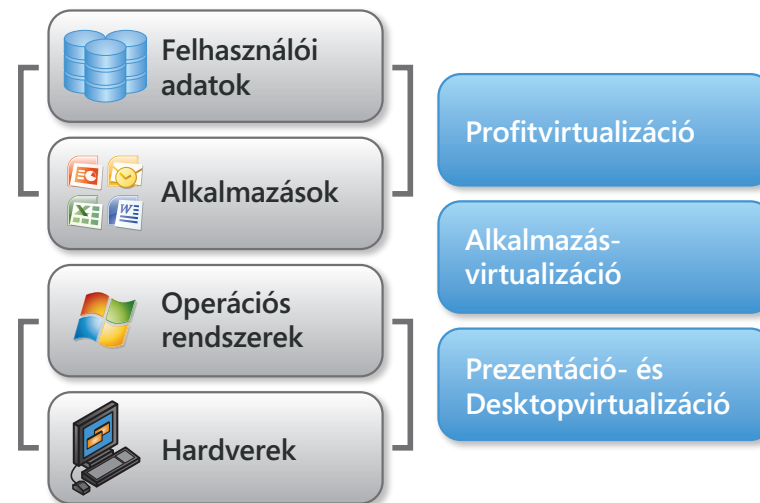 Felhasználói
adatok
Alkalmazások
Operációs
rendszerek
Hardverek
Profitvirtualizáció
Alkalmazás-
virtualizáció
Prezentáció- és
Desktopvirtualizáció